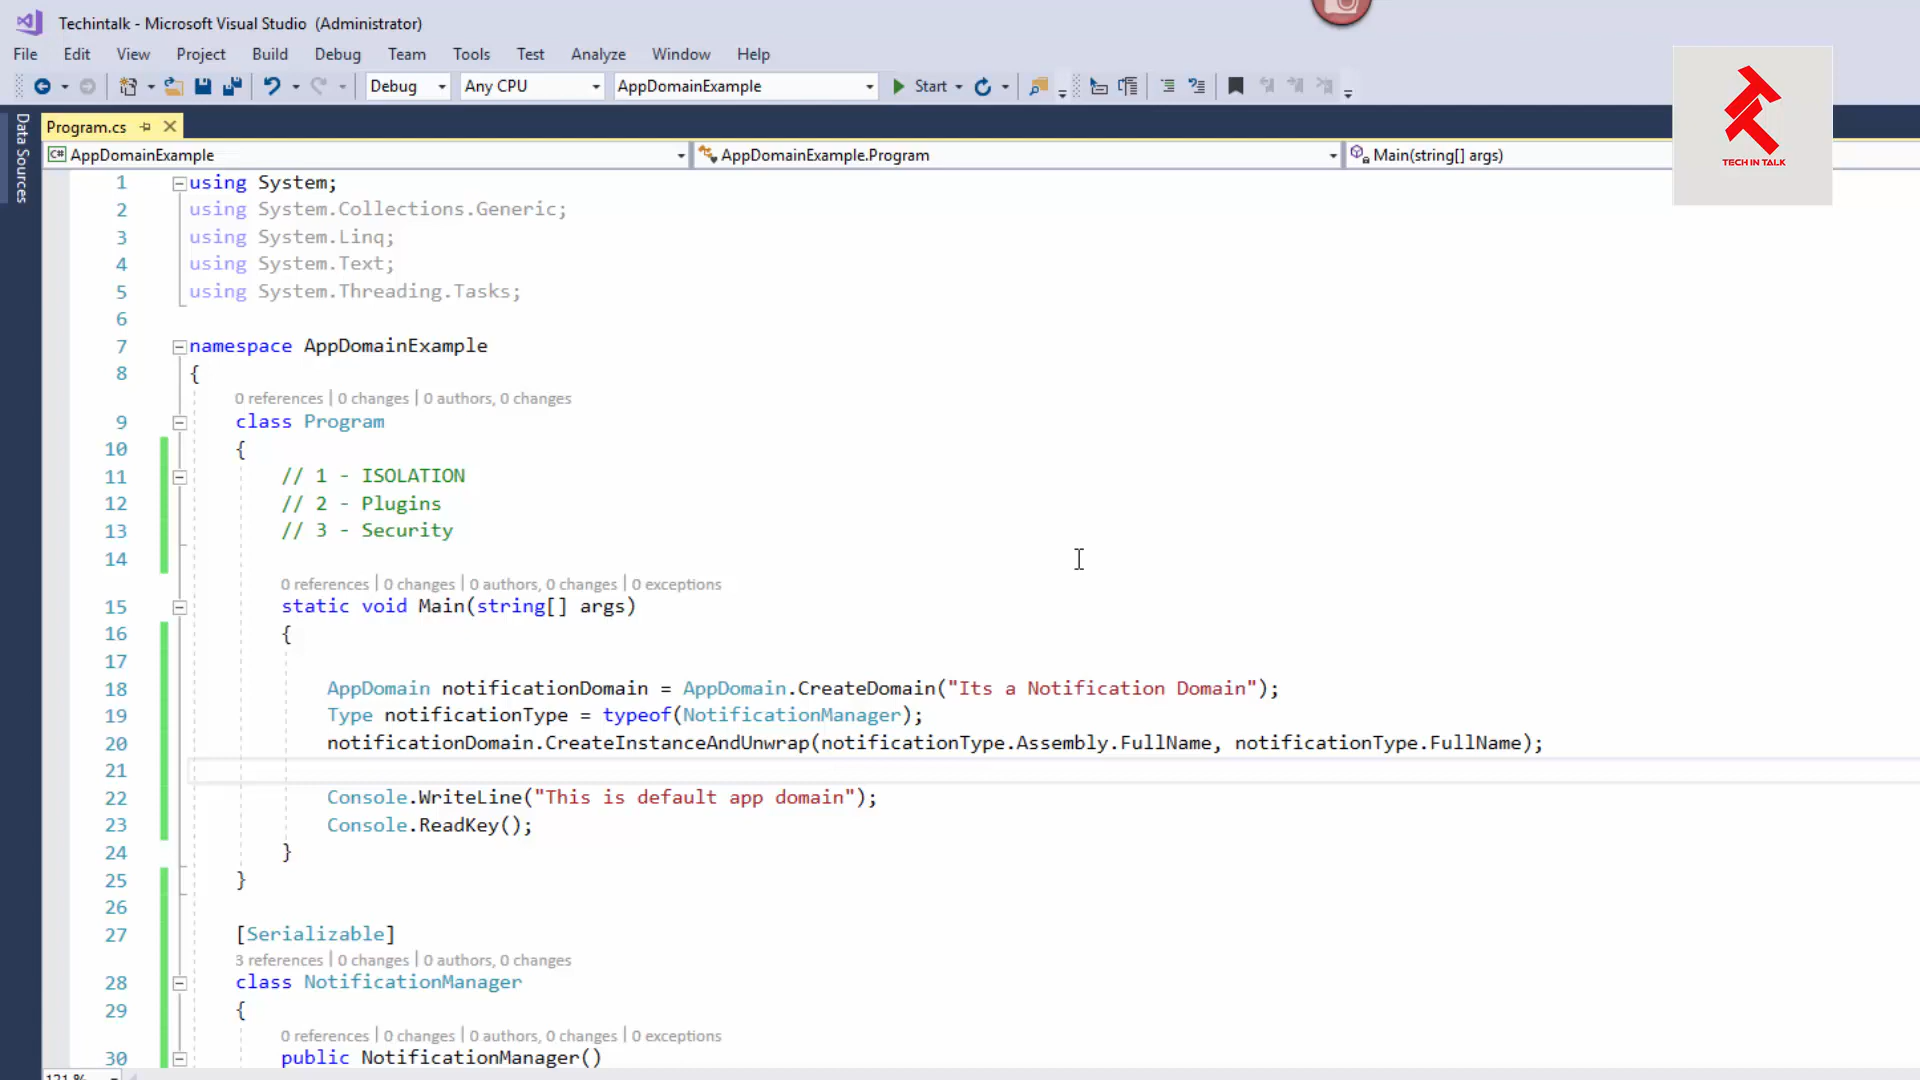 Techintalk - Microsoft Visual Studio (Administrator)
File Edit View Project Build Debug Team Tools Test Analyze Window Help
Debug Any CPU AppDomainExample Start
TECH IN TALK
Data Sources
Program.cs
C# AppDomainExample AppDomainExample.Program Main(string[] args)
1 using System;
2 using System.Collections.Generic;
3 using System.Linq;
4 using System.Text;
5 using System.Threading.Tasks;
6
7 namespace AppDomainExample
8 {
0 references | 0 changes | 0 authors, 0 changes
9 class Program
10 {
11 // 1 - ISOLATION
12 // 2 - Plugins
13 // 3 - Security
14
0 references | 0 changes | 0 authors, 0 changes | 0 exceptions
15 static void Main(string[] args)
16 {
17
18 AppDomain notificationDomain = AppDomain.CreateDomain("Its a Notification Domain");
19 Type notificationType = typeof(NotificationManager);
20 notificationDomain.CreateInstanceAndUnwrap(notificationType.Assembly.FullName, notificationType.FullName);
21
22 Console.WriteLine("This is default app domain");
23 Console.ReadKey();
24 }
25 }
26
27 [Serializable]
3 references | 0 changes | 0 authors, 0 changes
28 class NotificationManager
29 {
0 references | 0 changes | 0 authors, 0 changes | 0 exceptions
30 public NotificationManager()